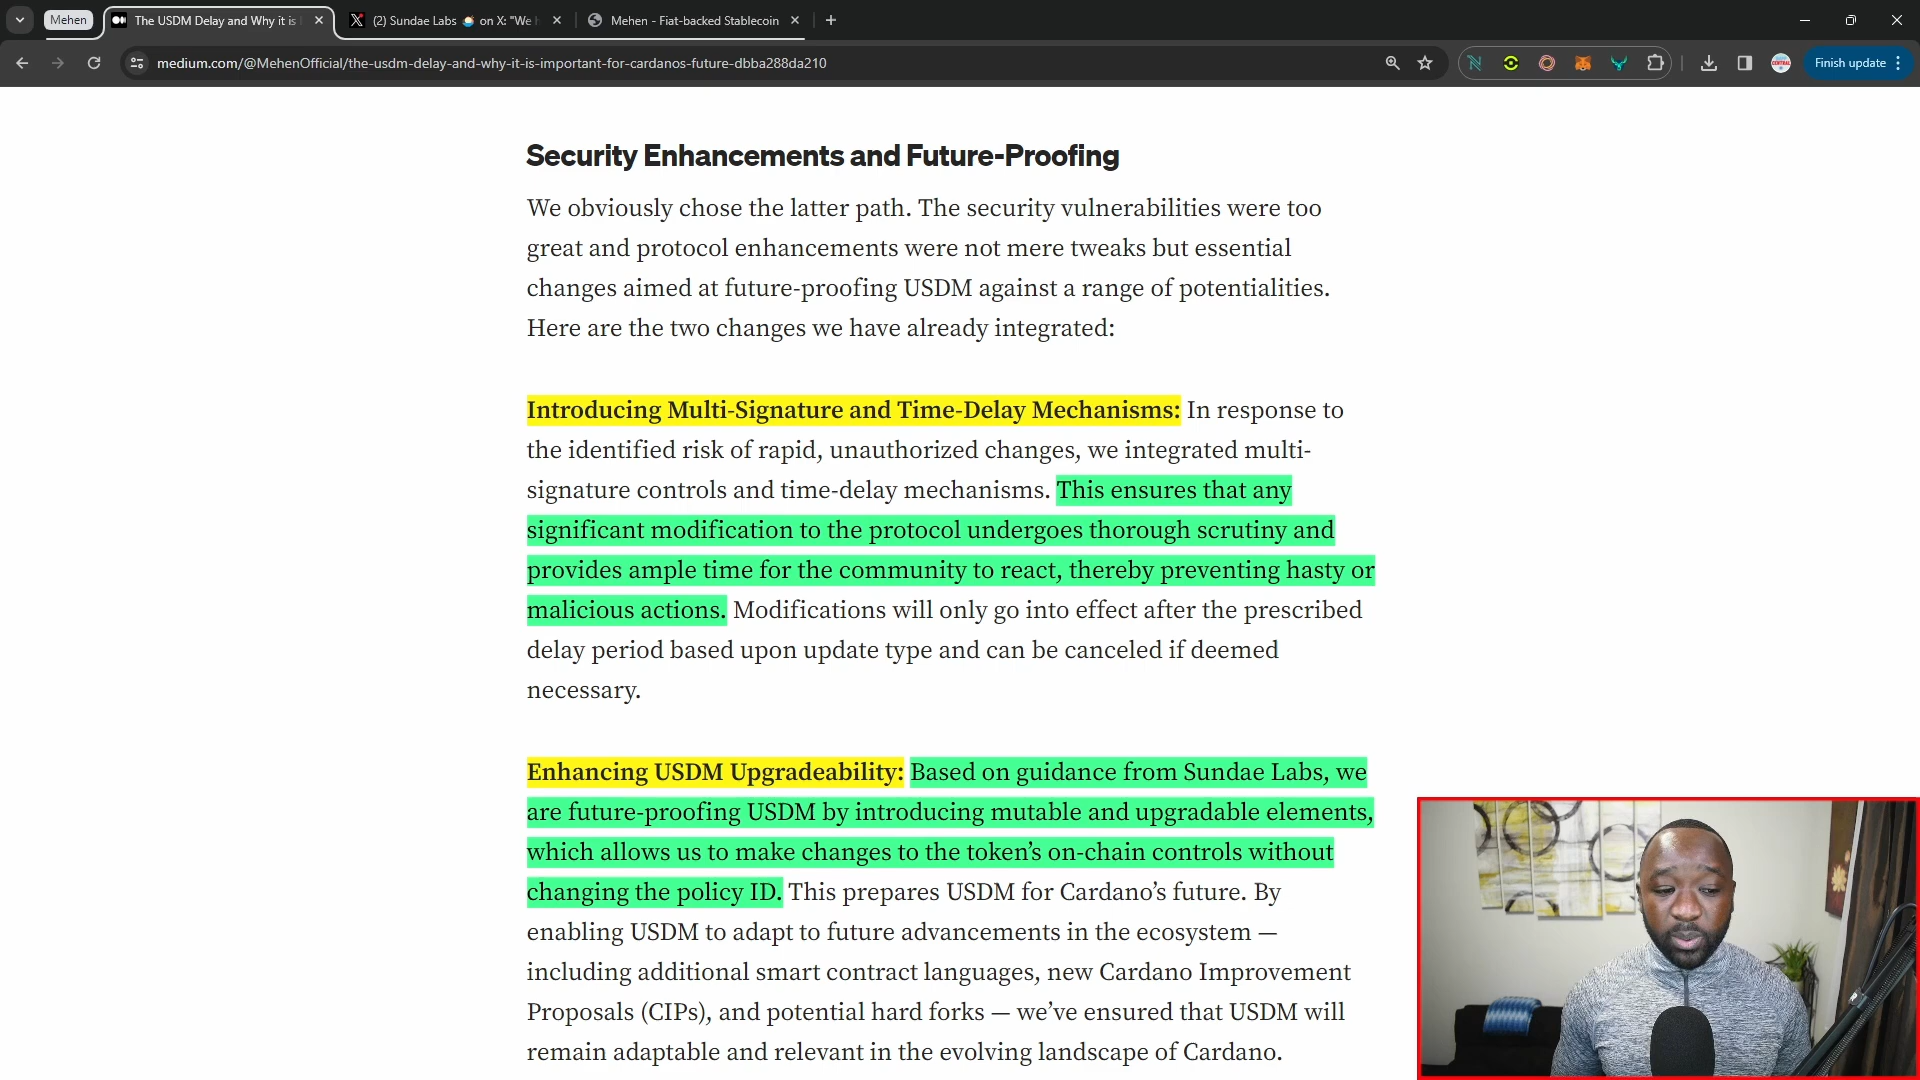 Mehen
The USDM Delay and Why it is
(2) Sundae Labs on X: "We h
Mehen - Fiat-backed Stablecoin
medium.com/@MehenOfficial/the-usdm-delay-and-why-it-is-important-for-cardanos-future-dbba288da210
Finish update
Security Enhancements and Future-Proofing
We obviously chose the latter path. The security vulnerabilities were too
great and protocol enhancements were not mere tweaks but essential
changes aimed at future-proofing USDM against a range of potentialities.
Here are the two changes we have already integrated:
Introducing Multi-Signature and Time-Delay Mechanisms: In response to
the identified risk of rapid, unauthorized changes, we integrated multi-
signature controls and time-delay mechanisms. This ensures that any
significant modification to the protocol undergoes thorough scrutiny and
provides ample time for the community to react, thereby preventing hasty or
malicious actions. Modifications will only go into effect after the prescribed
delay period based upon update type and can be canceled if deemed
necessary.
Enhancing USDM Upgradeability: Based on guidance from Sundae Labs, we
are future-proofing USDM by introducing mutable and upgradable elements,
which allows us to make changes to the token’s on-chain controls without
changing the policy ID. This prepares USDM for Cardano’s future. By
enabling USDM to adapt to future advancements in the ecosystem —
including additional smart contract languages, new Cardano Improvement
Proposals (CIPs), and potential hard forks — we’ve ensured that USDM will
remain adaptable and relevant in the evolving landscape of Cardano.